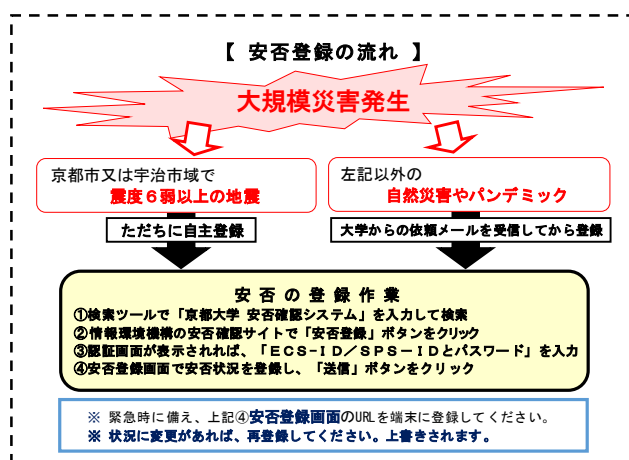 【 安否登録の流れ 】
大規模災害発生
京都市又は宇治市域で
震度６弱以上の地震
左記以外の
自然災害やパンデミック
ただちに自主登録
大学からの依頼メールを受信してから登録
安 否 の 登 録 作 業
①検索ツールで「京都大学 安否確認システム」を入力して検索
②情報環境機構の安否確認サイトで「安否登録」ボタンをクリック
③認証画面が表示されれば、「ＥＣＳ-ＩＤ／ＳＰＳ－ＩＤとパスワード」を入力
④安否登録画面で安否状況を登録し、「送信」ボタンをクリック
※ 緊急時に備え、上記④安否登録画面のURLを端末に登録してください。
※ 状況に変更があれば、再登録してください。上書きされます。